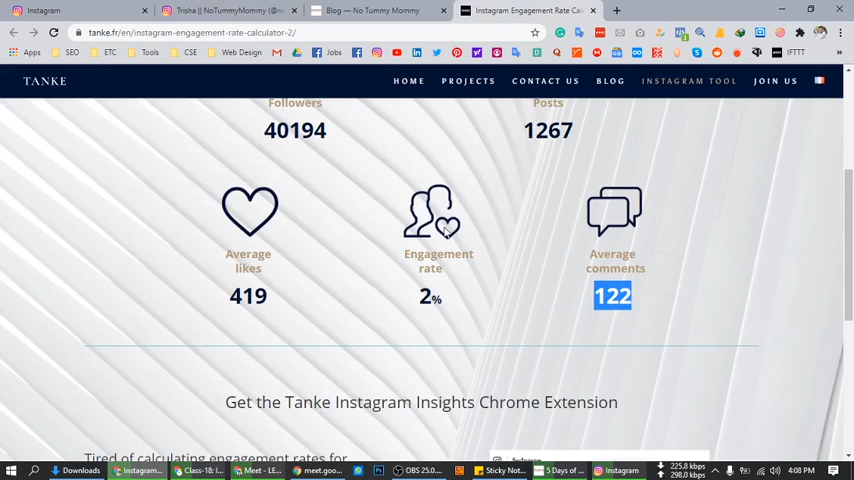 Instagram
Trisha || NoTummyMommy (@no
Blog — No Tummy Mommy
Instagram Engagement Rate Calc
tanke.fr/en/instagram-engagement-rate-calculator-2/
Apps
SEO
ETC
Tools
CSE
Web Design
Jobs
IFTTT
TANKE
HOME
PROJECTS
CONTACT US
BLOG
INSTAGRAM TOOL
JOIN US
Followers
Posts
40194
1267
Average
likes
Engagement
rate
Average
comments
419
2%
122
Get the Tanke Instagram Insights Chrome Extension
Tired of calculating engagement rates for
Downloads
Instagram...
Class-18: I...
Meet - LE...
meet.goo...
OBS 25.0....
Sticky Not...
5 Days of ...
Instagram
225.8 kbps
298.0 kbps
4:08 PM